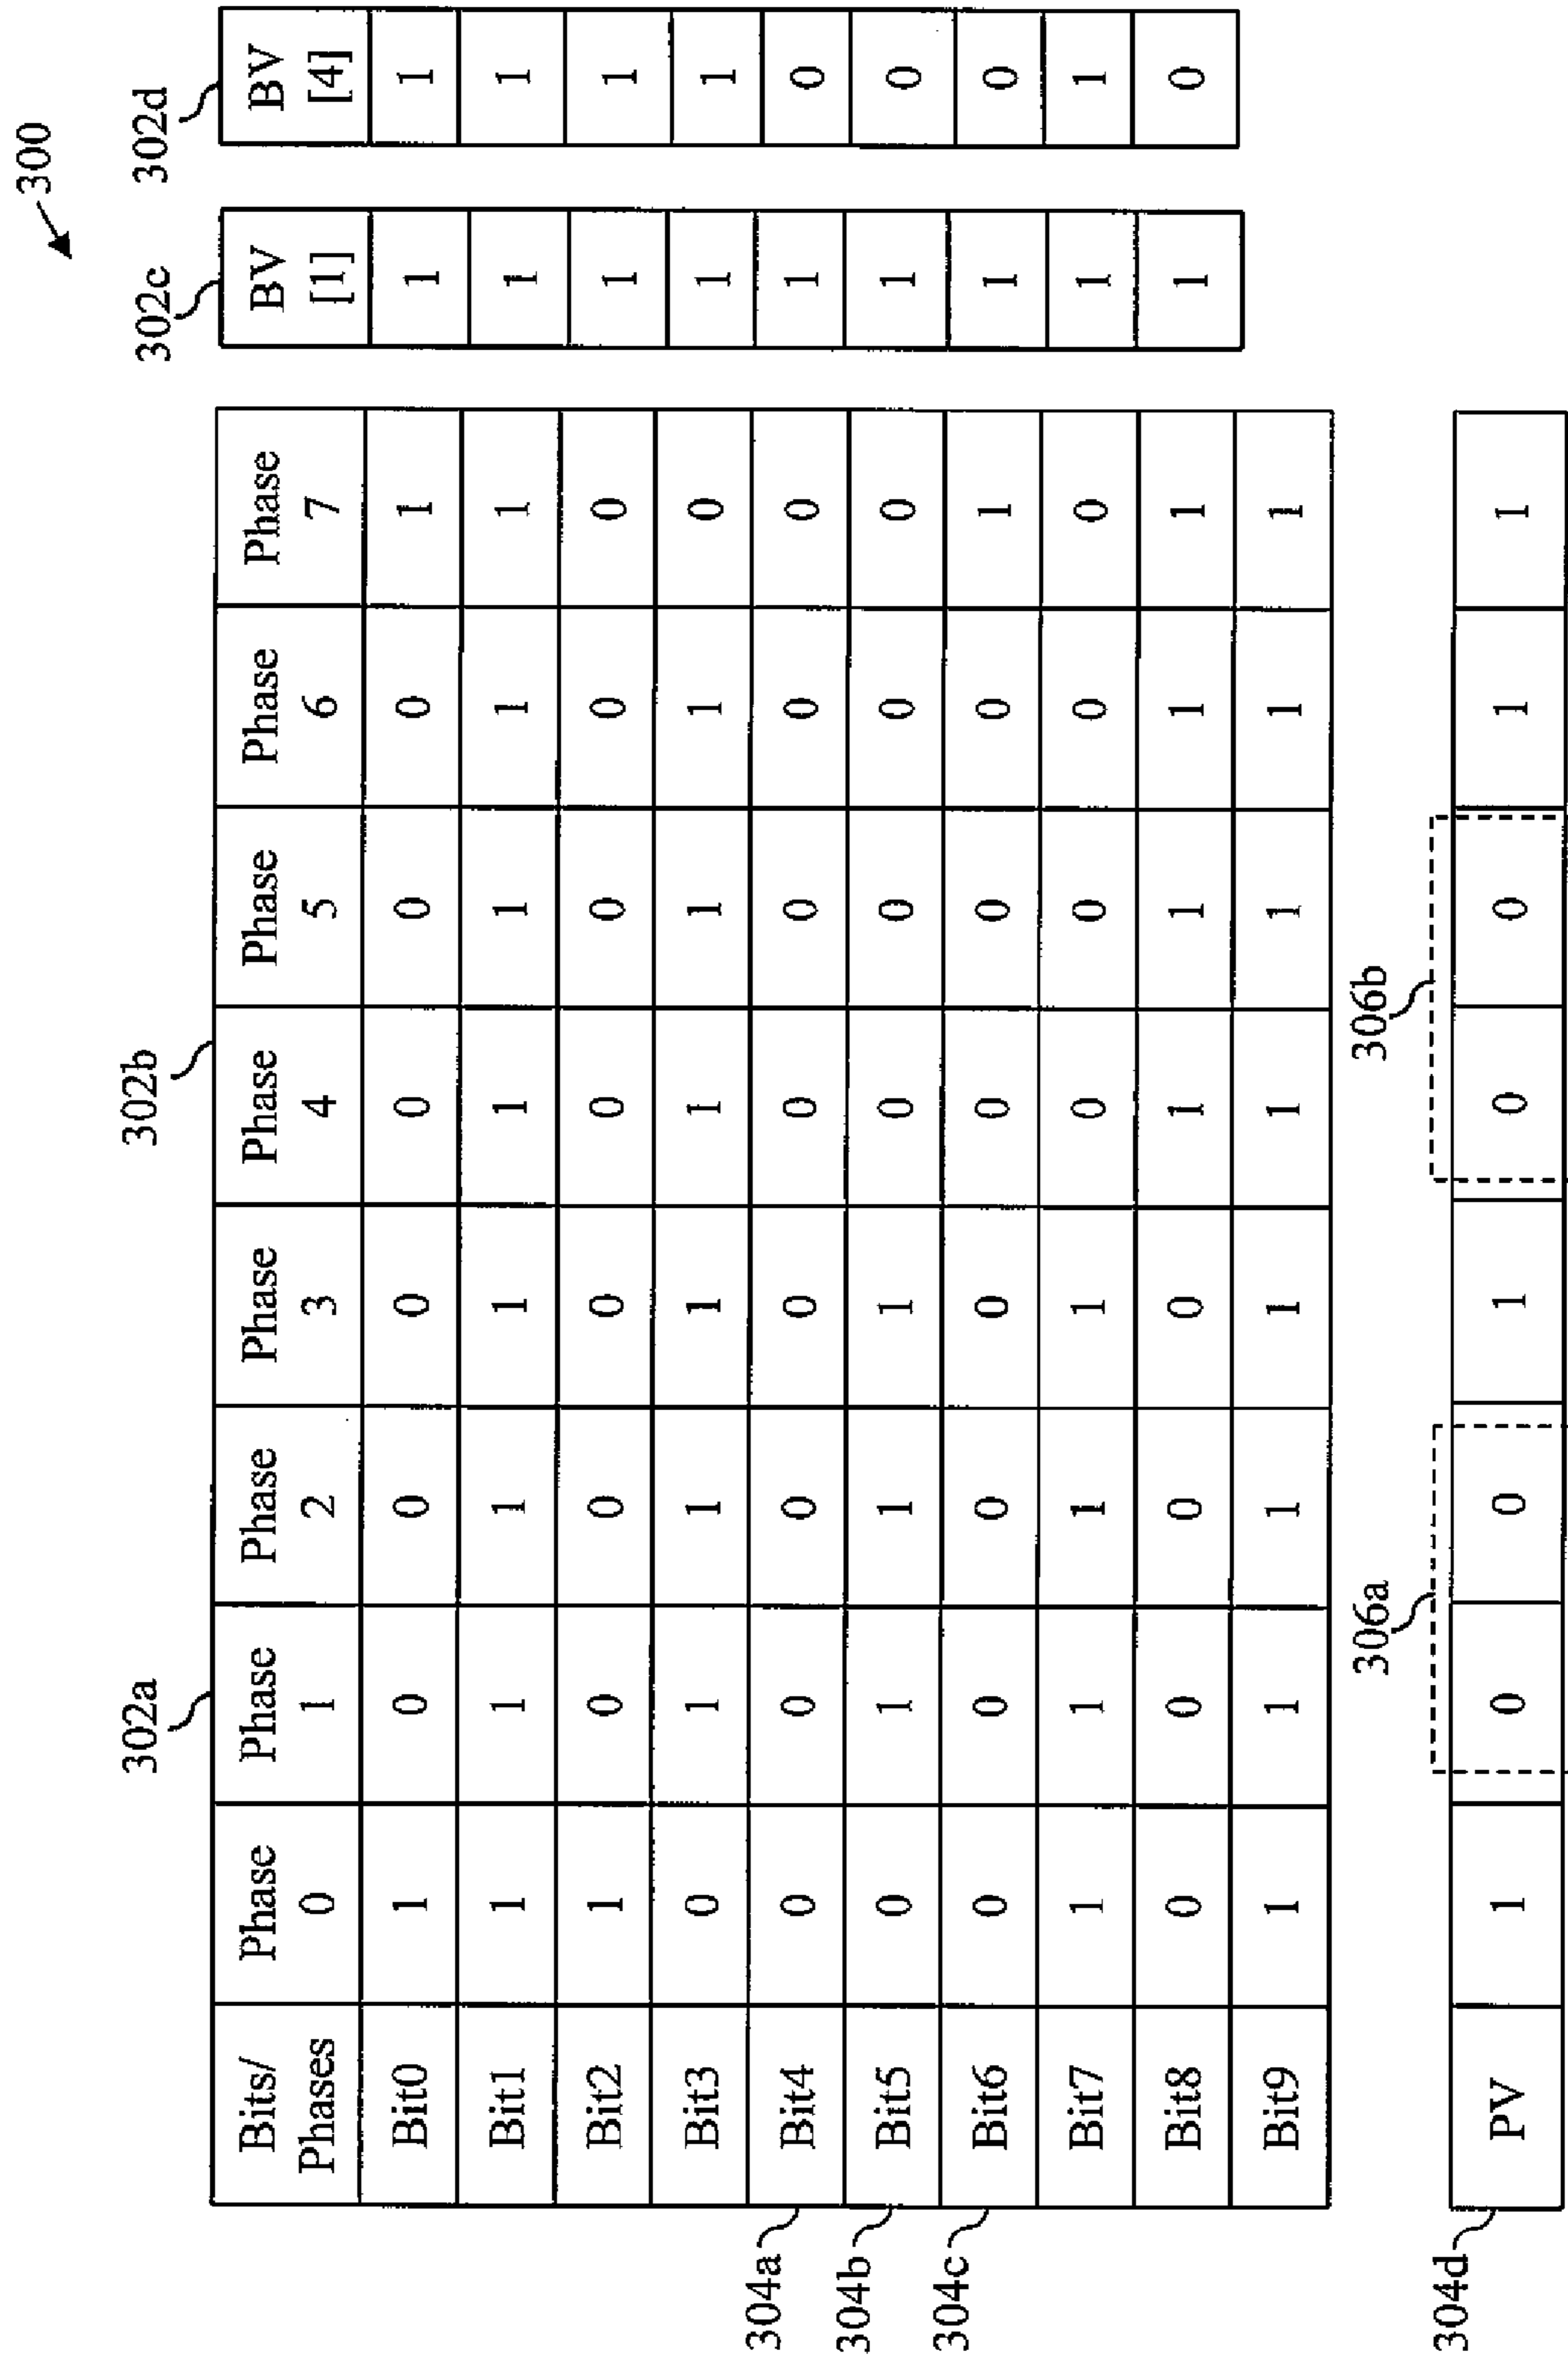 300
302a
302b
302c
302d
Bits/ Phases Phase 0 Phase 1 Phase 2 Phase 3 Phase 4 Phase 5 Phase 6 Phase 7 BV [1] BV [4]
Bit0 1 0 0 0 0 0 0 1 1 1
Bit1 1 1 1 1 1 1 1 1 1 1
Bit2 1 0 0 0 0 0 0 0 1 1
Bit3 0 1 1 1 1 1 1 0 1 1
304a Bit4 0 0 0 0 0 0 0 0 1 0
304b Bit5 0 1 1 1 0 0 0 0 1 0
304c Bit6 0 0 0 0 0 0 0 1 1 0
Bit7 1 1 1 1 0 0 0 0 1 1
Bit8 0 0 0 0 1 1 1 1 1 0
Bit9 1 1 1 1 1 1 1 1
306a
306b
304d PV 1 0 0 1 0 0 1 1